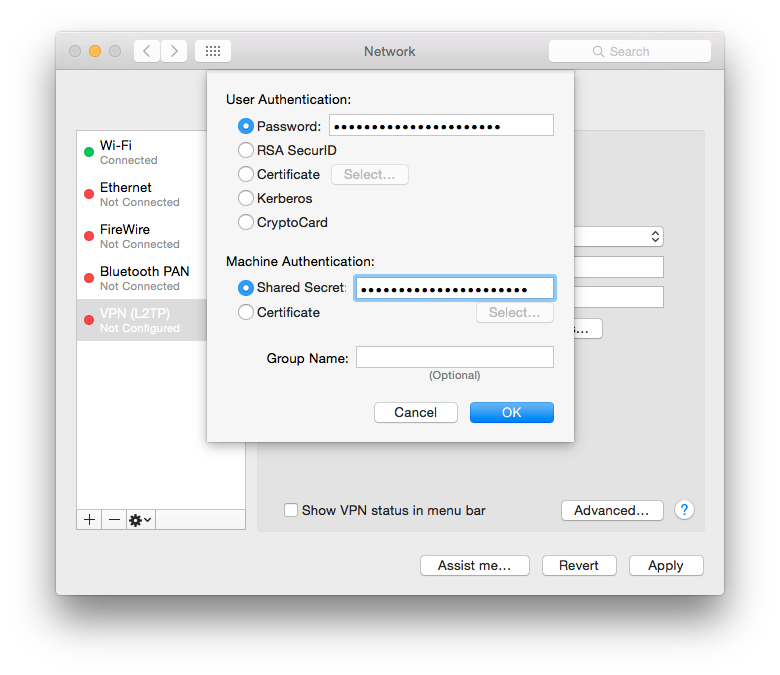 Network
Search
User Authentication:
Password: ••••••••••••••••••••••
RSA SecurID
Certificate Select...
Kerberos
CryptoCard
Machine Authentication:
Shared Secret: ••••••••••••••••••••••
Certificate
Select...
Group Name:
(Optional)
Cancel OK
Wi-Fi
Connected
Ethernet
Not Connected
FireWire
Not Connected
Bluetooth PAN
Not Connected
VPN (L2TP)
Not Configured
Show VPN status in menu bar
Advanced... ?
Assist me... Revert Apply